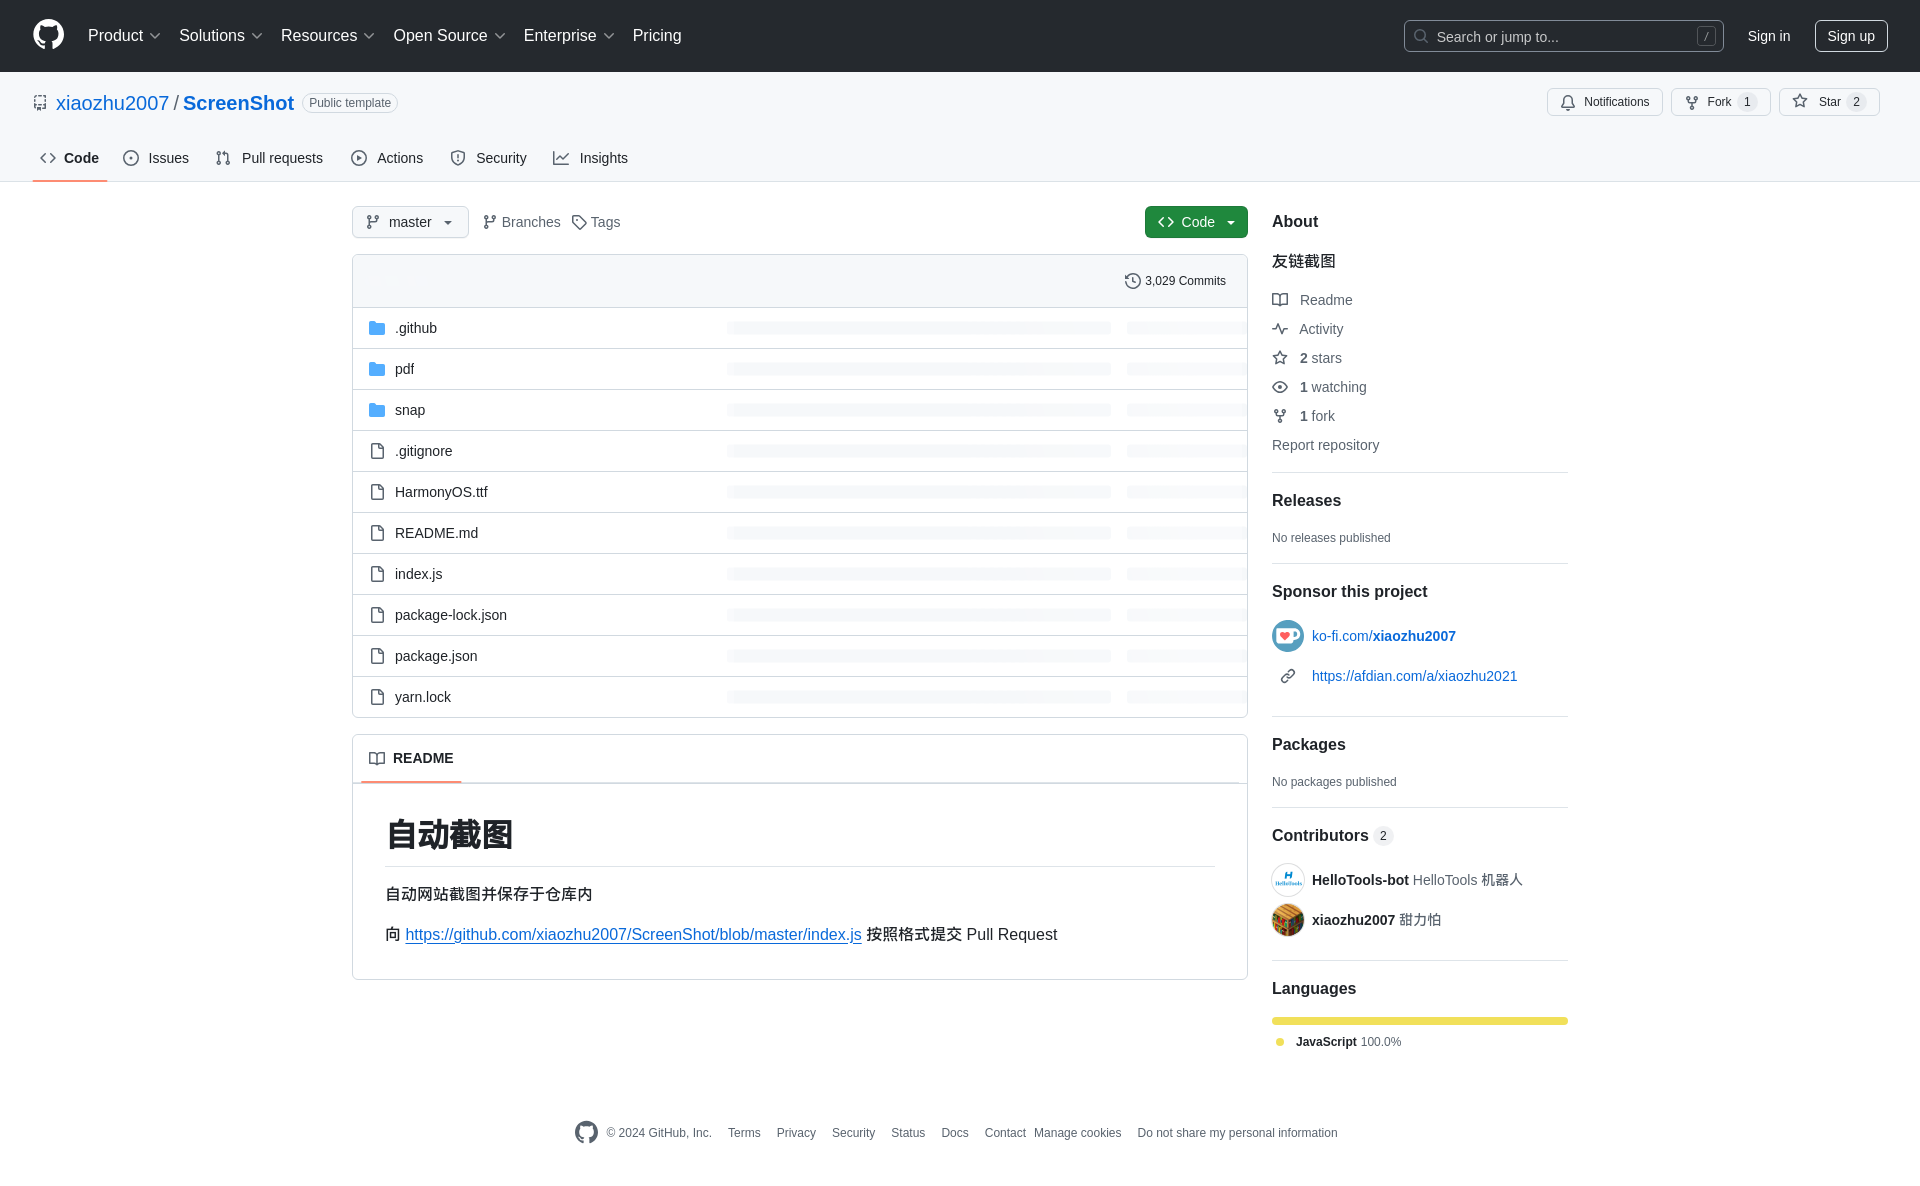 Product Solutions Resources Open Source Enterprise Pricing Search or jump to... / Sign in Sign up
xiaozhu2007 / ScreenShot Public template Notifications Fork 1 Star 2
Code Issues Pull requests Actions Security Insights
master Branches Tags Code
3,029 Commits
.github
pdf
snap
.gitignore
HarmonyOS.ttf
README.md
index.js
package-lock.json
package.json
yarn.lock
README
自动截图
自动网站截图并保存于仓库内
向 https://github.com/xiaozhu2007/ScreenShot/blob/master/index.js 按照格式提交 Pull Request
About
友链截图
Readme
Activity
2 stars
1 watching
1 fork
Report repository
Releases
No releases published
Sponsor this project
ko-fi.com/xiaozhu2007
https://afdian.com/a/xiaozhu2021
Packages
No packages published
Contributors 2
HelloTools-bot HelloTools 机器人
xiaozhu2007 甜力怕
Languages
JavaScript 100.0%
© 2024 GitHub, Inc. Terms Privacy Security Status Docs Contact Manage cookies Do not share my personal information